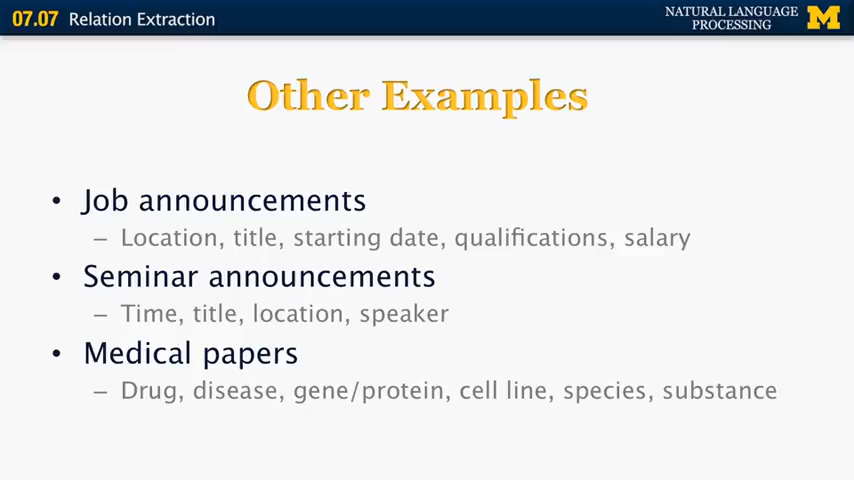 07.07 Relation Extraction
NATURAL LANGUAGE
PROCESSING
M
Other Examples
• Job announcements
– Location, title, starting date, qualifications, salary
• Seminar announcements
– Time, title, location, speaker
• Medical papers
– Drug, disease, gene/protein, cell line, species, substance